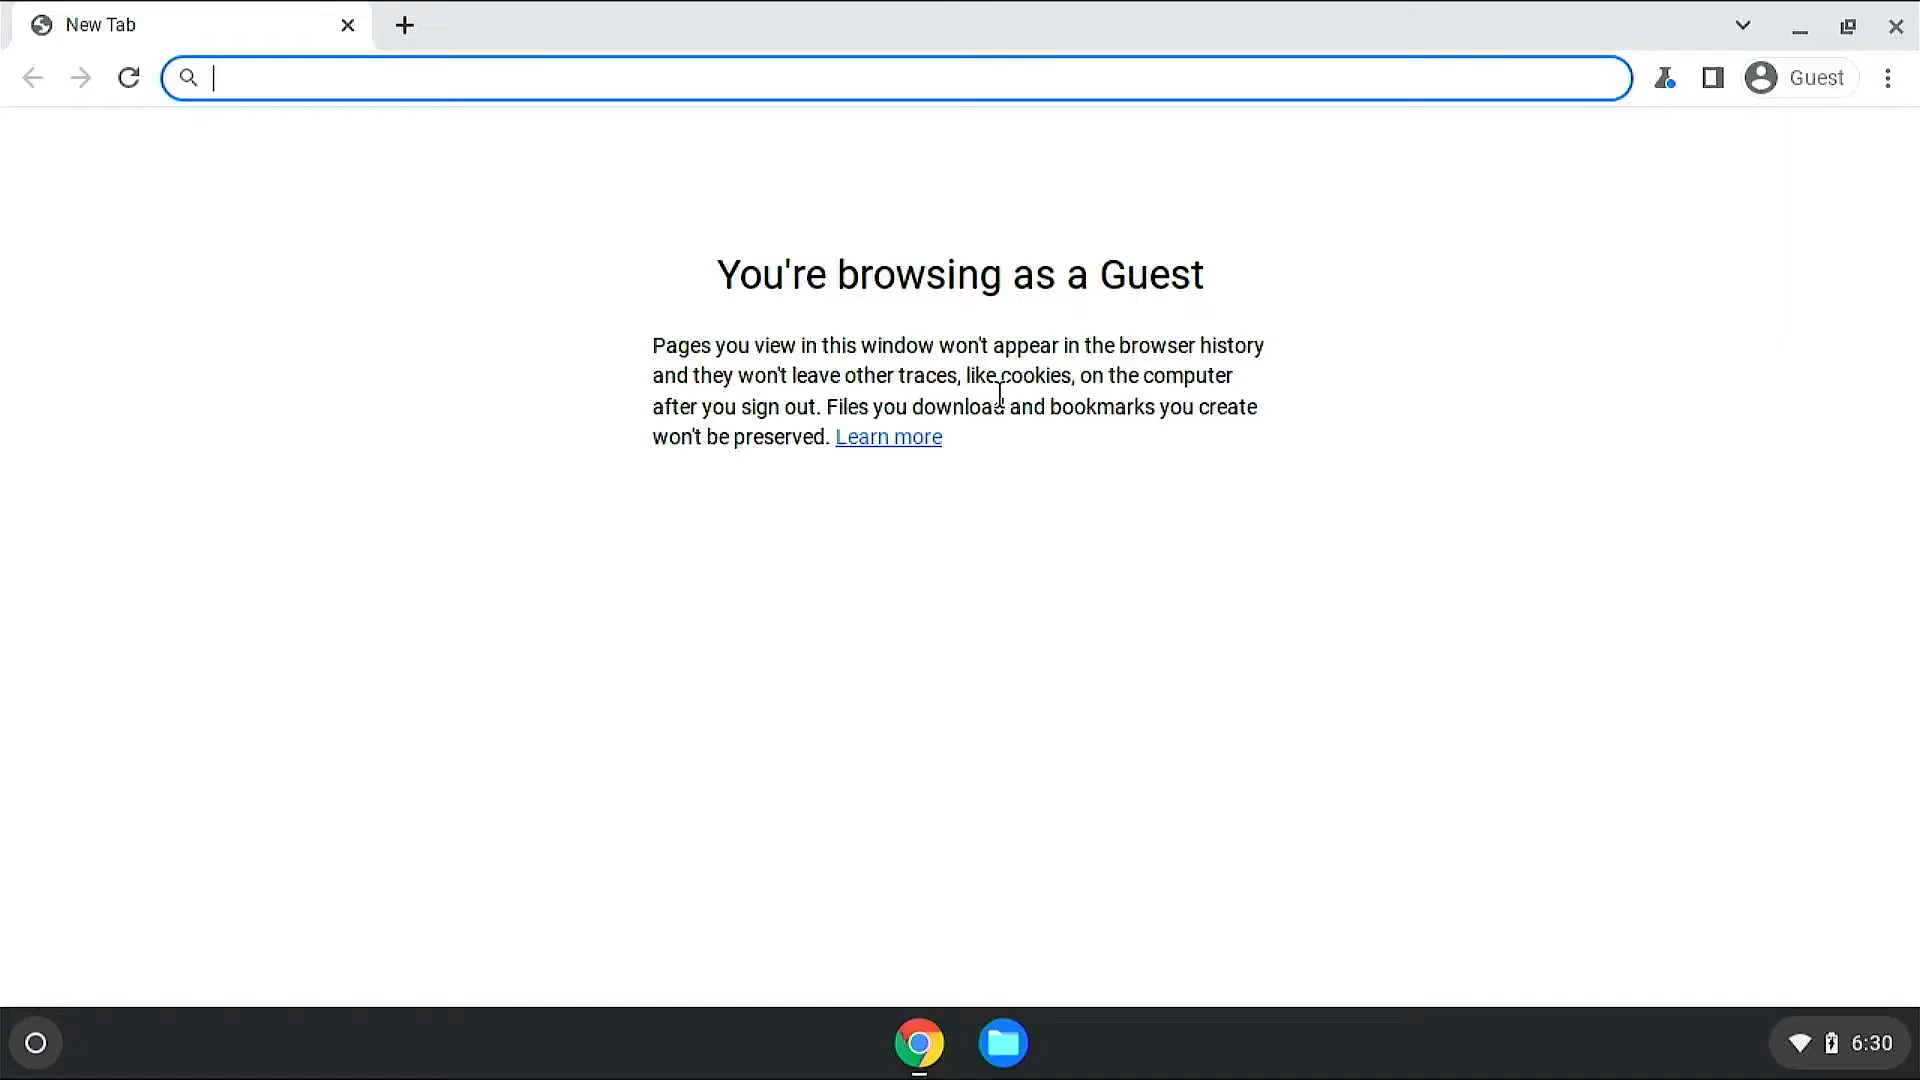 New Tab
Guest
You're browsing as a Guest
Pages you view in this window won't appear in the browser history
and they won't leave other traces, like cookies, on the computer
after you sign out. Files you download and bookmarks you create
won't be preserved. Learn more
6:30